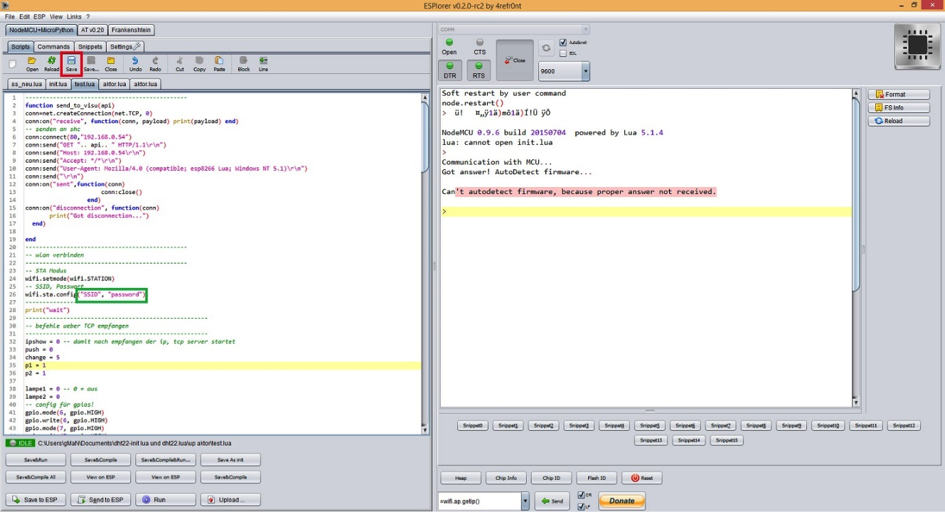 ESPlorer v0.2.0-rc2 by 4refr0nt
File Edit ESP View Links ?
NodeMCU+MicroPython AT v0.20 Frankenstein
Scripts Commands Snippets Settings
Open Reload Save Save... Close Undo Redo Cut Copy Paste Block Line
ss_neu.lua init.lua test.lua aktor.lua aktor.lua
1 --------------------------------------------
2 function send_to_visu(api)
3 conn=net.createConnection(net.TCP, 0)
4 conn:on("receive", function(conn, payload) print(payload) end)
5 -- senden an shc
6 conn:connect(80,"192.168.0.54")
7 conn:send("GET ".. api.. " HTTP/1.1\r\n")
8 conn:send("Host: 192.168.0.54\r\n")
9 conn:send("Accept: */*\r\n")
10 conn:send("User-Agent: Mozilla/4.0 (compatible; esp8266 Lua; Windows NT 5.1)\r\n")
11 conn:send("\r\n")
12 conn:on("sent",function(conn)
13 conn:close()
14 end)
15 conn:on("disconnection", function(conn)
16 print("Got disconnection...")
17 end)
18
19 end
20 --------------------------------------------
21 -- wlan verbinden
22 --------------------------------------------
23 -- STA Modus
24 wifi.setmode(wifi.STATION)
25 -- SSID, Passwort
26 wifi.sta.config("SSID", "password")
27 --------------------------------------------
28 print("wait")
29 --------------------------------------------------
30 -- befehle ueber TCP empfangen
31 --------------------------------------------------
32 ipshow = 0 -- damit nach empfangen der ip, tcp server startet
33 push = 0
34 change = 5
35 p1 = 1
36 p2 = 1
37
38 lampe1 = 0 -- 0 = aus
39 lampe2 = 0
40 -- config für gpios!
41 gpio.mode(6, gpio.HIGH)
42 gpio.write(6, gpio.HIGH)
43 gpio.mode(7, gpio.HIGH)
IDLE C:\Users\gMaN\Documents\dht22-init lua und dht22.lua\up aktor\test.lua
Save&Run Save&Compile Save&Compile&Run... Save As init
Save&Compile All View on ESP View on ESP Save&Compile
Save to ESP Send to ESP Run Upload ...
Open CTS Close AutoScroll
DTR RTS 9600
Soft restart by user command
node.restart()
NodeMCU 0.9.6 build 20150704 powered by Lua 5.1.4
lua: cannot open init.lua
>
Communication with MCU...
Got answer! AutoDetect firmware...
Can't autodetect firmware, because proper answer not received.
>
Format
FS Info
Reload
Snippet0 Snippet1 Snippet2 Snippet3 Snippet4 Snippet5 Snippet6 Snippet7 Snippet8 Snippet9 Snippet10 Snippet11 Snippet12
Snippet13 Snippet14 Snippet15
Heap Chip Info Chip ID Flash ID Reset
=wifi.ap.getip() Send CR LF Donate